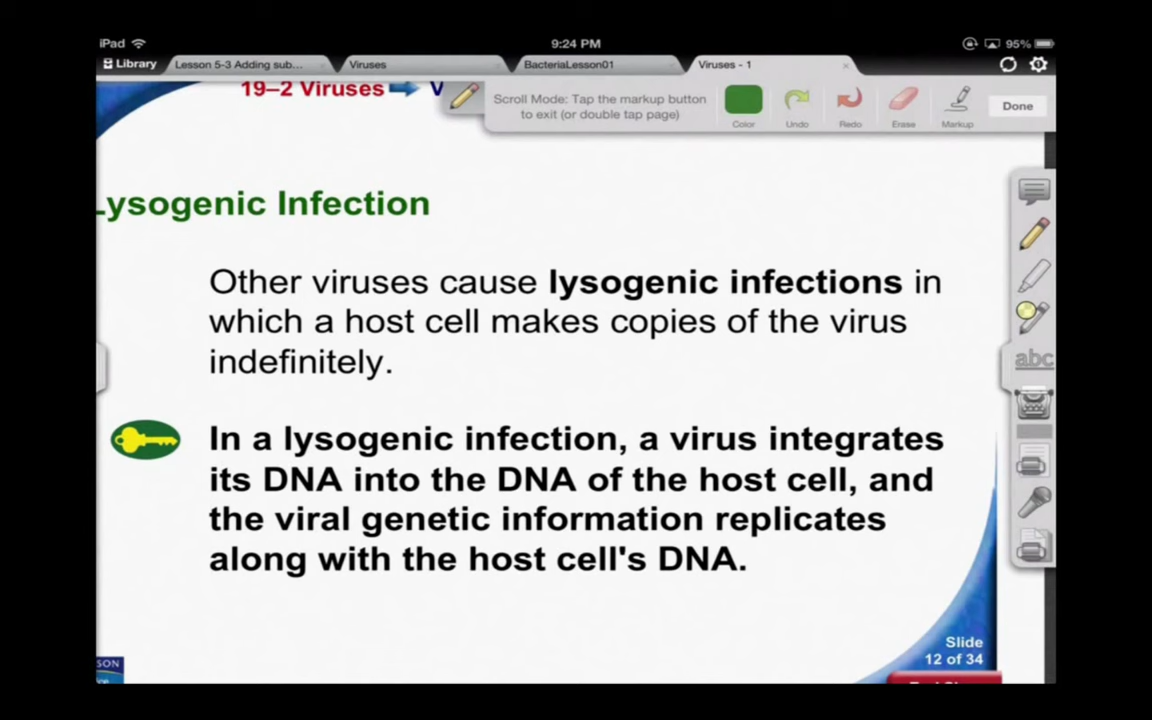 iPad 9:24 PM 95%
Library Lesson 5-3 Adding sub... Viruses BacteriaLesson01 Viruses - 1
19–2 Viruses V
Scroll Mode: Tap the markup button
to exit (or double tap page)
Color Undo Redo Erase Markup Done
Lysogenic Infection
Other viruses cause lysogenic infections in
which a host cell makes copies of the virus
indefinitely.
abc
In a lysogenic infection, a virus integrates
its DNA into the DNA of the host cell, and
the viral genetic information replicates
along with the host cell's DNA.
Slide
12 of 34
SON